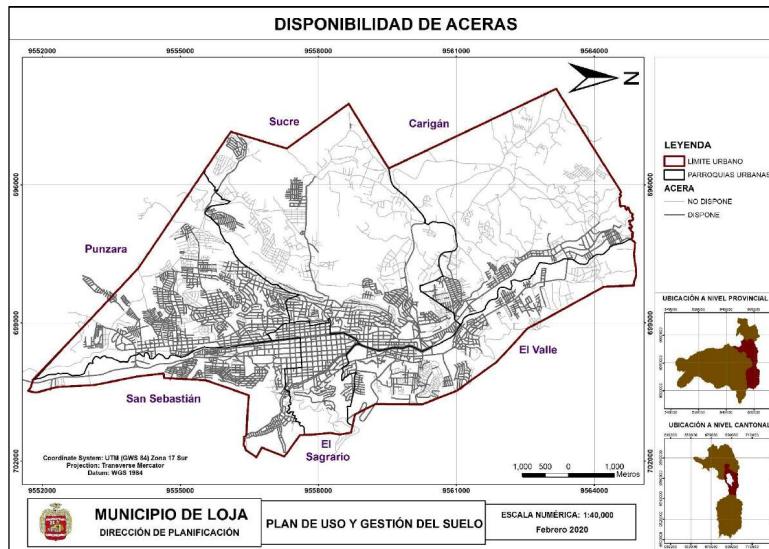 DISPONIBILIDAD DE ACERAS
9552000 9555000 9558000 9561000 9564000
N
Sucre
Carigán
Punzara
El Valle
San Sebastián
El Sagrario
696000
699000
702000
696000
699000
702000
LEYENDA
LÍMITE URBANO
PARROQUIAS URBANAS
ACERA
NO DISPONE
DISPONE
UBICACIÓN A NIVEL PROVINCIAL
UBICACIÓN A NIVEL CANTONAL
Coordinate System: UTM (GWS 84) Zona 17 Sur
Projection: Transverse Mercator
Datum: WGS 1984
1,000 500 0 1,000
Metros
9552000 9555000 9558000 9561000 9564000
MUNICIPIO DE LOJA
DIRECCIÓN DE PLANIFICACIÓN
PLAN DE USO Y GESTIÓN DEL SUELO
ESCALA NUMÉRICA: 1:40,000
Febrero 2020